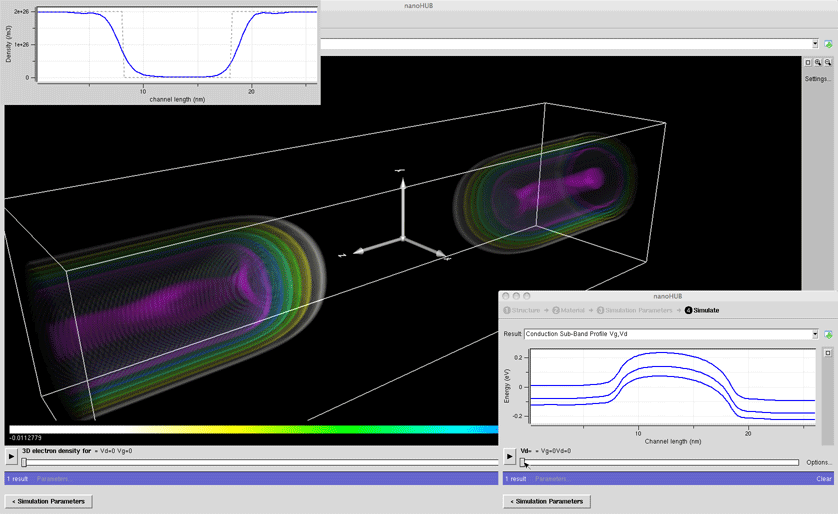 nanoHUB
2e+26
1e+26
0
Density (/m3)
10
20
channel length (nm)
Settings...
-0.0112779
3D electron density for = Vd=0 Vg=0
1 result
Parameters...
< Simulation Parameters
nanoHUB
1 Structure → 2 Material → 3 Simulation Parameters → 4 Simulate
Result: Conduction Sub-Band Profile Vg,Vd
0.2
0
-0.2
Energy (eV)
10
20
Channel length (nm)
Vd= = Vg=0Vd=0
Options...
1 result
Parameters...
Clear
< Simulation Parameters